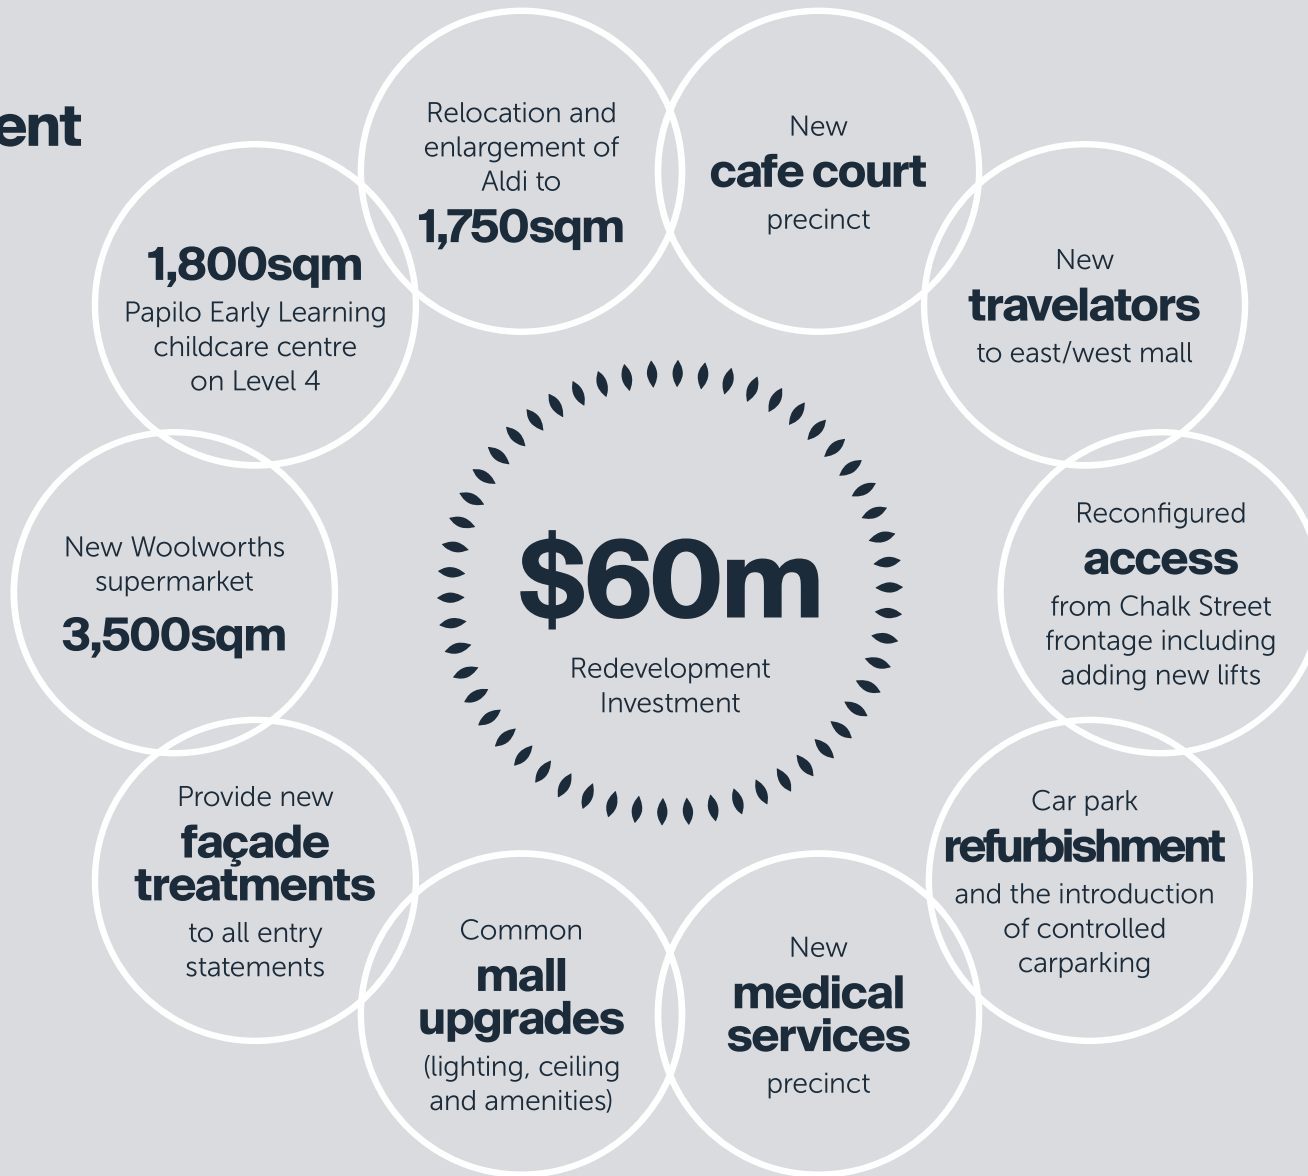 ent
Relocation and
enlargement of
Aldi to
1,750sqm
New
cafe court
precinct
New
travelators
to east/west mall
Reconfigured
access
from Chalk Street
frontage including
adding new lifts
Car park
refurbishment
and the introduction
of controlled
carparking
New
medical
services
precinct
Common
mall
upgrades
(lighting, ceiling
and amenities)
Provide new
façade
treatments
to all entry
statements
New Woolworths
supermarket
3,500sqm
1,800sqm
Papilo Early Learning
childcare centre
on Level 4
$60m
Redevelopment
Investment